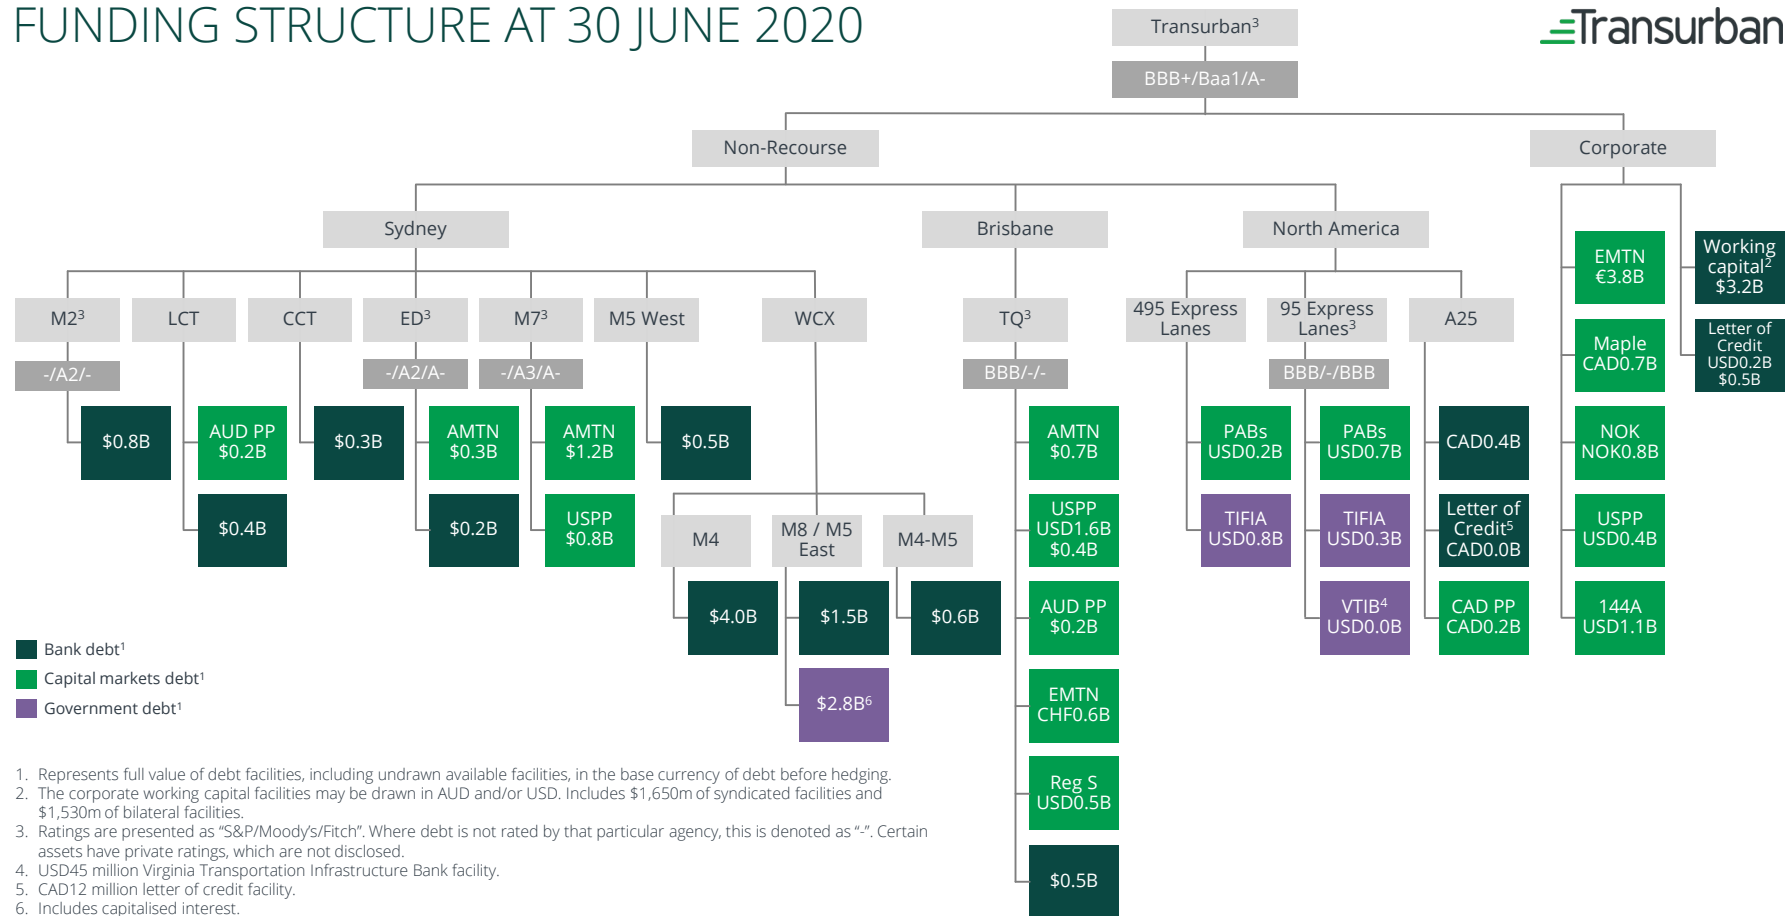 FUNDING STRUCTURE AT 30 JUNE 2020
Transurban
Transurban³
BBB+/Baa1/A-
Non-Recourse
Corporate
Sydney
Brisbane
North America
M2³
LCT
CCT
ED³
M7³
M5 West
WCX
TQ³
495 Express
Lanes
95 Express
Lanes³
A25
-/A2/-
-/A2/A-
-/A3/A-
BBB/-/-
BBB/-/BBB
EMTN
€3.8B
Working
capital²
$3.2B
Maple
CAD0.7B
Letter of
Credit
USD0.2B
$0.5B
$0.8B
AUD PP
$0.2B
$0.3B
AMTN
$0.3B
AMTN
$1.2B
$0.5B
AMTN
$0.7B
PABs
USD0.2B
PABs
USD0.7B
CAD0.4B
NOK
NOK0.8B
$0.4B
$0.2B
USPP
$0.8B
M4
M8 / M5
East
M4-M5
USPP
USD1.6B
$0.4B
TIFIA
USD0.8B
TIFIA
USD0.3B
Letter of
Credit⁵
CAD0.0B
USPP
USD0.4B
$4.0B
$1.5B
$0.6B
AUD PP
$0.2B
VTIB⁴
USD0.0B
CAD PP
CAD0.2B
144A
USD1.1B
$2.8B⁶
EMTN
CHF0.6B
Reg S
USD0.5B
$0.5B
Bank debt¹
Capital markets debt¹
Government debt¹
1. Represents full value of debt facilities, including undrawn available facilities, in the base currency of debt before hedging.
2. The corporate working capital facilities may be drawn in AUD and/or USD. Includes $1,650m of syndicated facilities and
$1,530m of bilateral facilities.
3. Ratings are presented as “S&P/Moody’s/Fitch”. Where debt is not rated by that particular agency, this is denoted as “-”. Certain
assets have private ratings, which are not disclosed.
4. USD45 million Virginia Transportation Infrastructure Bank facility.
5. CAD12 million letter of credit facility.
6. Includes capitalised interest.